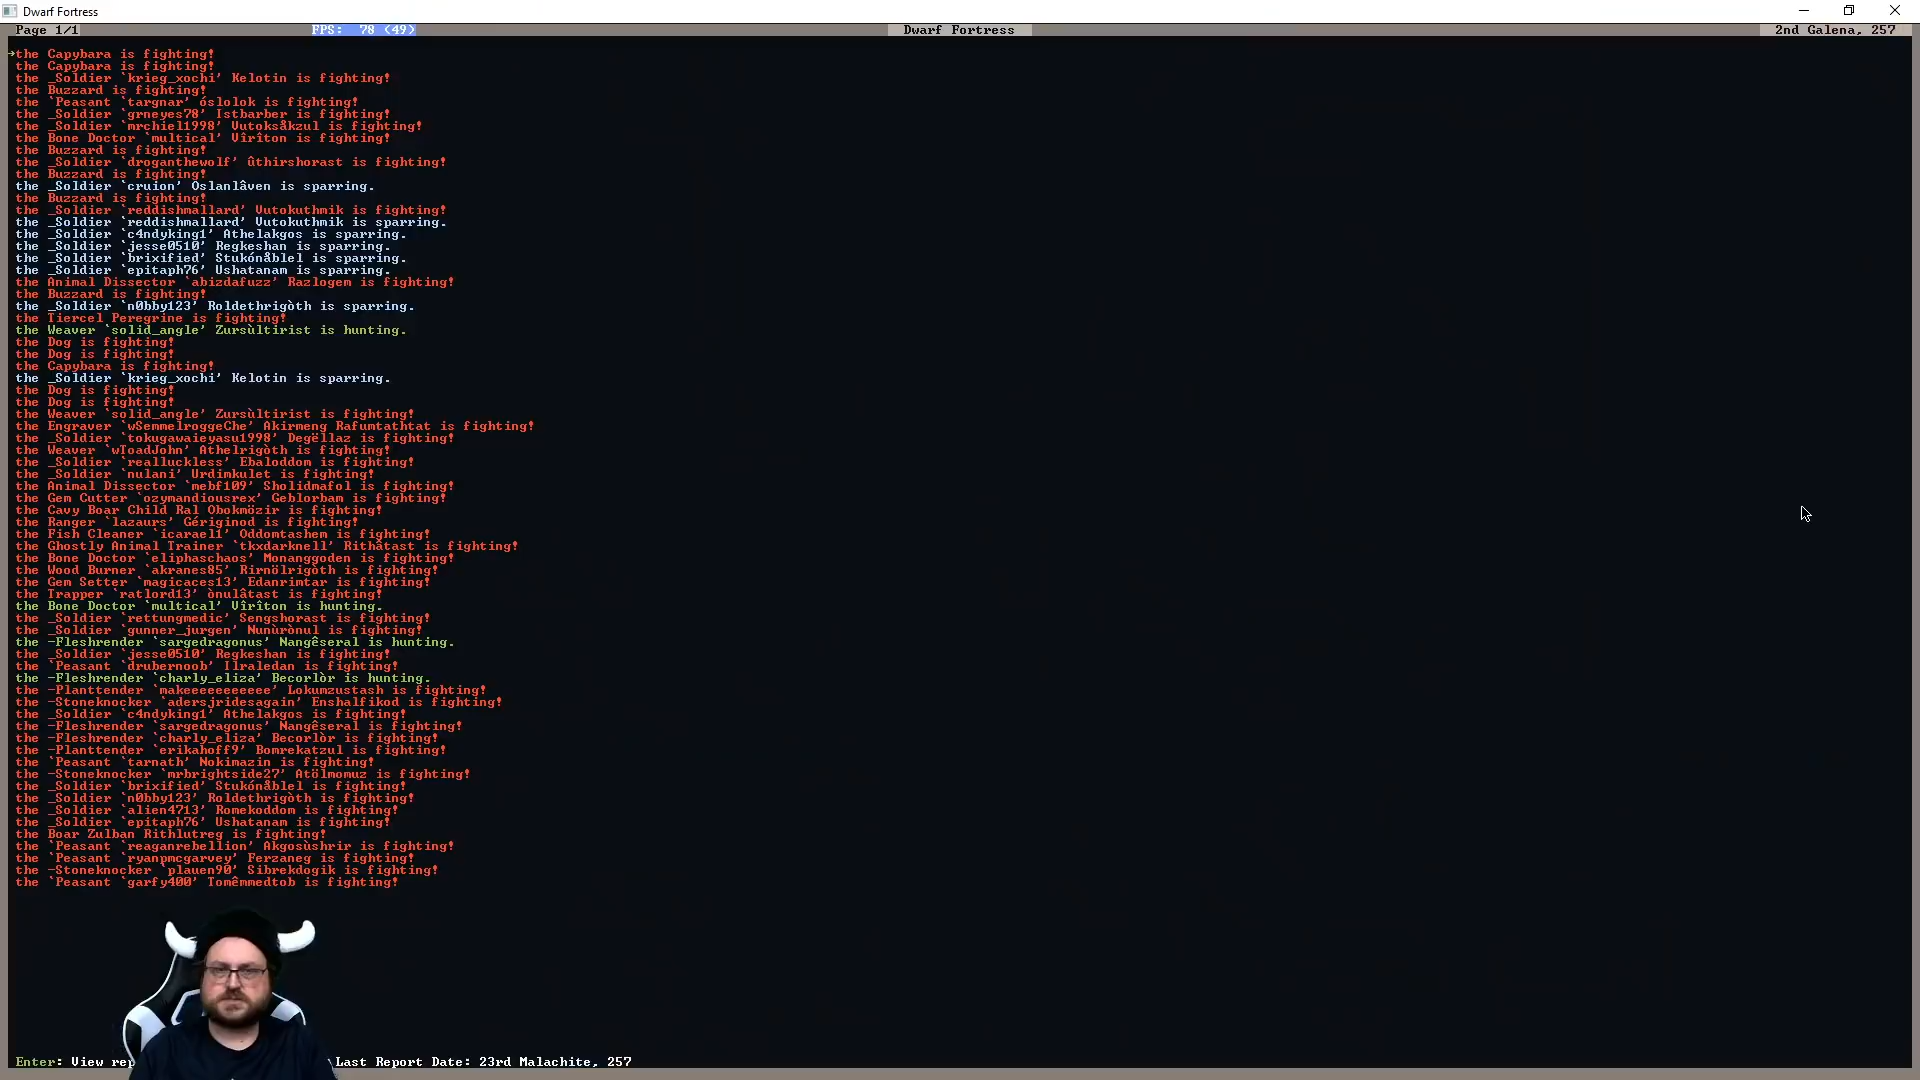 Dwarf Fortress
Page 1/1 FPS: 78 (49) Dwarf Fortress 2nd Galena, 257
the Capybara is fighting!
the Capybara is fighting!
the _Soldier `krieg_xochi' Kelotin is fighting!
the Buzzard is fighting!
the `Peasant `targnar' óslolok is fighting!
the _Soldier `grneyes78' Istbarber is fighting!
the _Soldier `mrchiel1998' Vutoksâkzul is fighting!
the Bone Doctor `multical' Vîrîton is fighting!
the Buzzard is fighting!
the _Soldier `droganthewolf' ûthirshorast is fighting!
the Buzzard is fighting!
the _Soldier `cruion' Oslanlâven is sparring.
the Buzzard is fighting!
the _Soldier `reddishmallard' Vutokuthmik is fighting!
the _Soldier `reddishmallard' Vutokuthmik is sparring.
the _Soldier `c4ndyking1' Athelakgos is sparring.
the _Soldier `jesse0510' Regkeshan is sparring.
the _Soldier `brixified' Stukónåblel is sparring.
the _Soldier `epitaph76' Ushatanam is sparring.
the Animal Dissector `abizdafuzz' Razlogem is fighting!
the Buzzard is fighting!
the _Soldier `n0bby123' Roldethrigòth is sparring.
the Tiercel Peregrine is fighting!
the Weaver `solid_angle' Zursùltirist is hunting.
the Dog is fighting!
the Dog is fighting!
the Capybara is fighting!
the _Soldier `krieg_xochi' Kelotin is sparring.
the Dog is fighting!
the Dog is fighting!
the Weaver `solid_angle' Zursùltirist is fighting!
the Engraver `wSemmelroggeChe' Akirmeng Rafumtathtat is fighting!
the _Soldier `tokugawaieyasu1998' Degëllaz is fighting!
the Weaver `wToadJohn' Athelrigòth is fighting!
the _Soldier `realluckless' Ebaloddom is fighting!
the _Soldier `nulani' Urdimkulet is fighting!
the Animal Dissector `mebf109' Sholidmafol is fighting!
the Gem Cutter `ozymandiousrex' Geblorbam is fighting!
the Cavy Boar Child Ral Obokmözir is fighting!
the Ranger `lazaurs' Gériginod is fighting!
the Fish Cleaner `icarael1' Oddomtashem is fighting!
the Ghostly Animal Trainer `tkxdarknell' Rithåtast is fighting!
the Bone Doctor `eliphaschaos' Monanggoden is fighting!
the Wood Burner `akranes85' Rirnölrigòth is fighting!
the Gem Setter `magicaces13' Edanrimtar is fighting!
the Trapper `ratlord13' ònulâtast is fighting!
the Bone Doctor `multical' Vîrîton is hunting.
the _Soldier `rettungmedic' Sengshorast is fighting!
the _Soldier `gunner_jurgen' Nunùrònul is fighting!
the -Fleshrender `sargedragonus' Nangêseral is hunting.
the _Soldier `jesse0510' Regkeshan is fighting!
the `Peasant `drubernoob' Ilraledan is fighting!
the -Fleshrender `charly_eliza' Becorlòr is hunting.
the -Planttender `makeeeeeeeeeee' Lokumzustash is fighting!
the -Stoneknocker `adersjridesagain' Enshalfikod is fighting!
the _Soldier `c4ndyking1' Athelakgos is fighting!
the -Fleshrender `sargedragonus' Nangêseral is fighting!
the -Fleshrender `charly_eliza' Becorlòr is fighting!
the -Planttender `erikahoff9' Bomrekatzul is fighting!
the `Peasant `tarnath' Nokimazin is fighting!
the -Stoneknocker `mrbrightside27' Atölmomuz is fighting!
the _Soldier `brixified' Stukónåblel is fighting!
the _Soldier `n0bby123' Roldethrigòth is fighting!
the _Soldier `alien4713' Romekoddom is fighting!
the _Soldier `epitaph76' Ushatanam is fighting!
the Boar Zulban Rithlutreg is fighting!
the `Peasant `reaganrebellion' Akgosùshrir is fighting!
the `Peasant `ryanpmcgarvey' Ferzaneg is fighting!
the -Stoneknocker `plauen90' Sibrekdogik is fighting!
the `Peasant `garfy400' Tomêmmedtob is fighting!
Enter: View rep Last Report Date: 23rd Malachite, 257